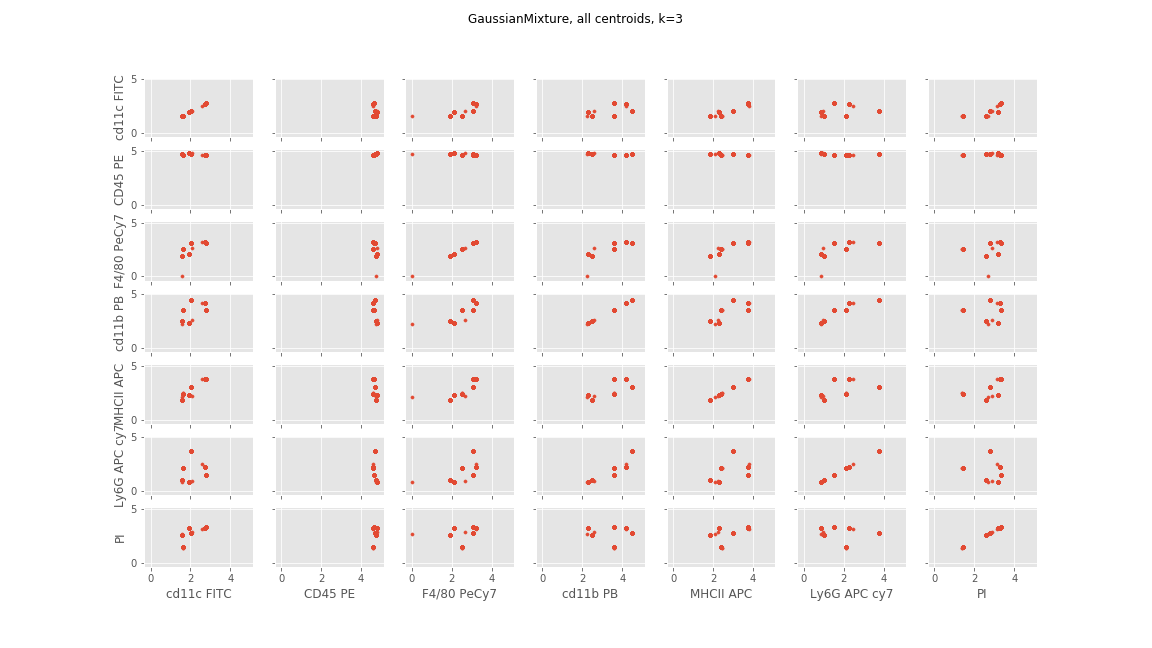 GaussianMixture, all centroids, k=3
cd11c FITC
5
0
CD45 PE
5
0
F4/80 PeCy7
5
0
cd11b PB
5
0
MHCII APC
5
0
Ly6G APC cy7
5
0
PI
5
0
0 2 4 0 2 4 0 2 4 0 2 4 0 2 4 0 2 4 0 2 4
cd11c FITC CD45 PE F4/80 PeCy7 cd11b PB MHCII APC Ly6G APC cy7 PI